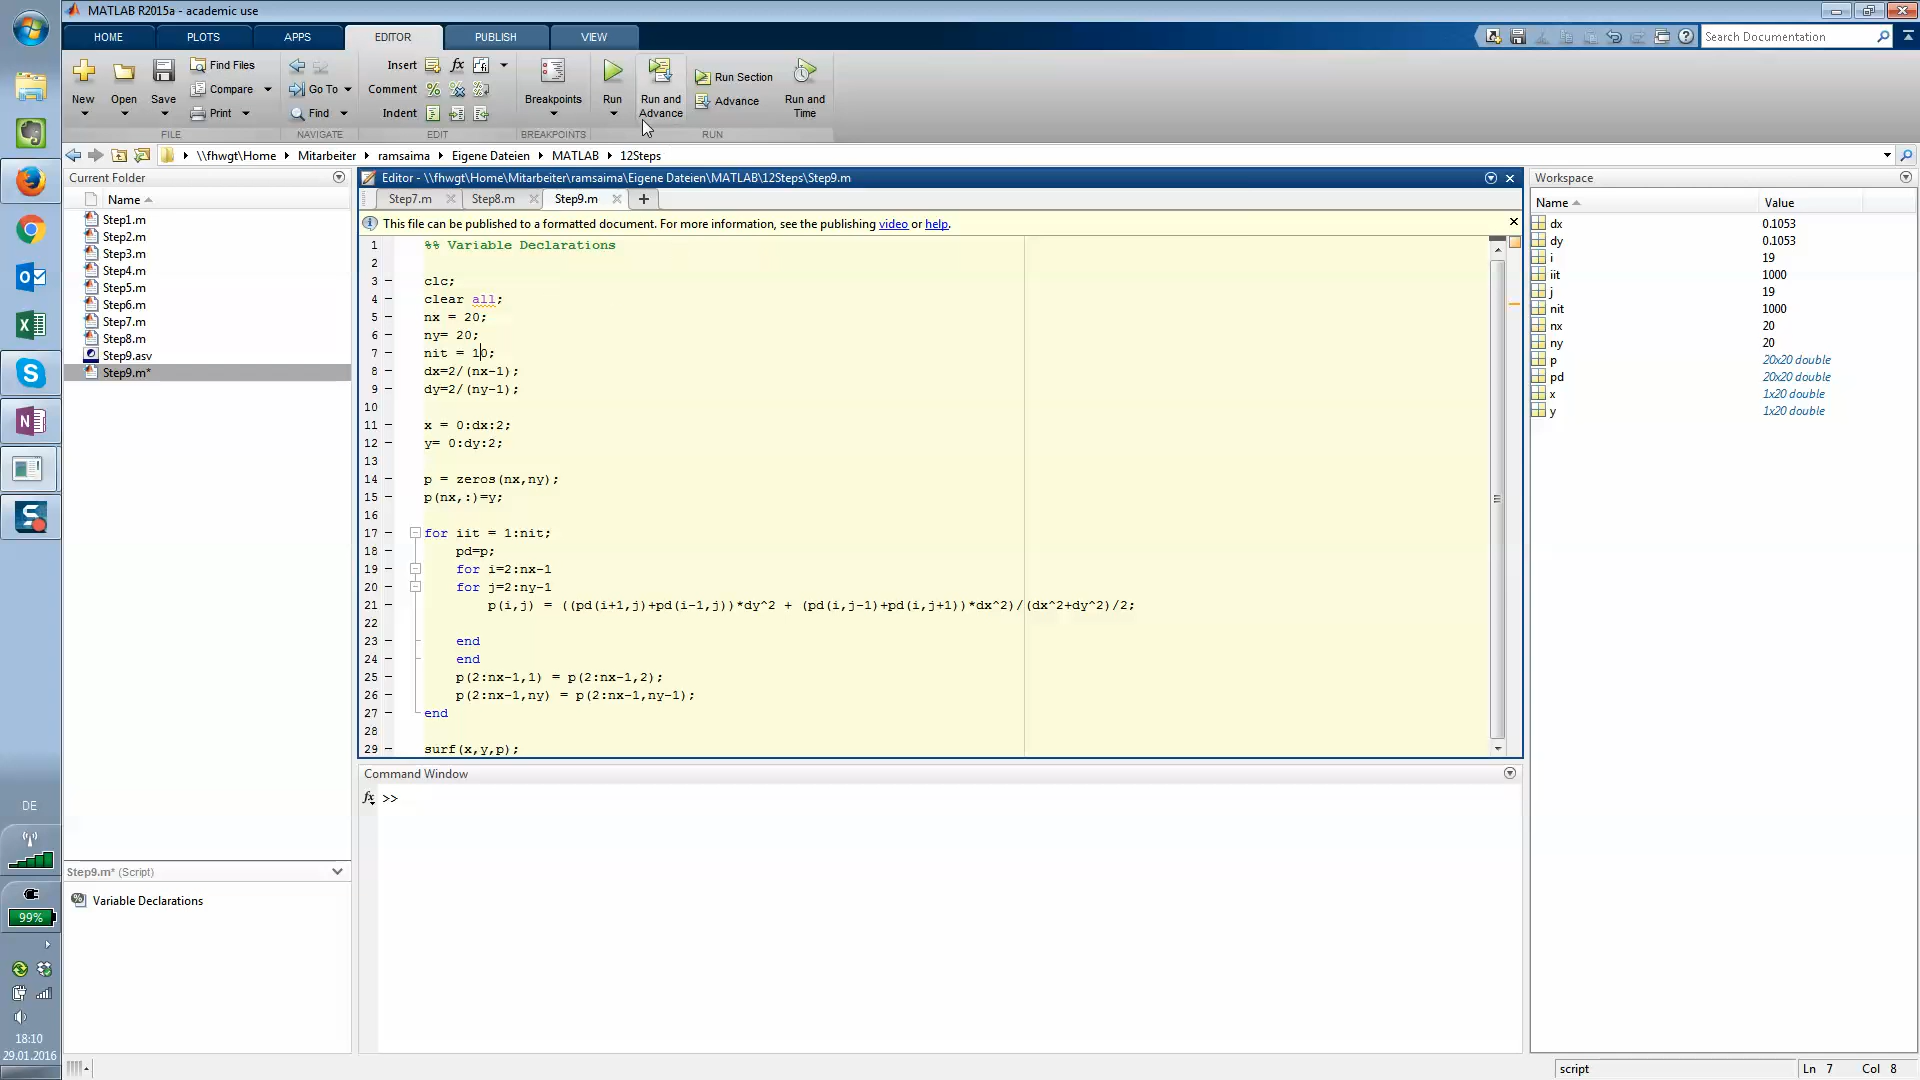 MATLAB R2015a - academic use
HOME PLOTS APPS EDITOR PUBLISH VIEW
Search Documentation
New
Open
Save
Find Files
Compare
Print
FILE
Go To
Find
NAVIGATE
Insert
fx
fi
Comment
Indent
EDIT
Breakpoints
BREAKPOINTS
Run
Run and
Advance
Run Section
Advance
Run and
Time
RUN
\\fhwgt\Home Mitarbeiter ramsaima Eigene Dateien MATLAB 12Steps
Current Folder
Name
Step1.m
Step2.m
Step3.m
Step4.m
Step5.m
Step6.m
Step7.m
Step8.m
Step9.asv
Step9.m*
Step9.m* (Script)
Variable Declarations
Editor - \\fhwgt\Home\Mitarbeiter\ramsaima\Eigene Dateien\MATLAB\12Steps\Step9.m
Step7.m Step8.m Step9.m
This file can be published to a formatted document. For more information, see the publishing video or help.
1 %% Variable Declarations
2
3 clc;
4 clear all;
5 nx = 20;
6 ny= 20;
7 nit = 10;
8 dx=2/(nx-1);
9 dy=2/(ny-1);
10
11 x = 0:dx:2;
12 y= 0:dy:2;
13
14 p = zeros(nx,ny);
15 p(nx,:)=y;
16
17 for iit = 1:nit;
18 pd=p;
19 for i=2:nx-1
20 for j=2:ny-1
21 p(i,j) = ((pd(i+1,j)+pd(i-1,j))*dy^2 + (pd(i,j-1)+pd(i,j+1))*dx^2)/(dx^2+dy^2)/2;
22
23 end
24 end
25 p(2:nx-1,1) = p(2:nx-1,2);
26 p(2:nx-1,ny) = p(2:nx-1,ny-1);
27 end
28
29 surf(x,y,p);
Command Window
fx >>
Workspace
Name Value
dx 0.1053
dy 0.1053
i 19
iit 1000
j 19
nit 1000
nx 20
ny 20
p 20x20 double
pd 20x20 double
x 1x20 double
y 1x20 double
DE
99%
18:10
29.01.2016
script
Ln 7 Col 8